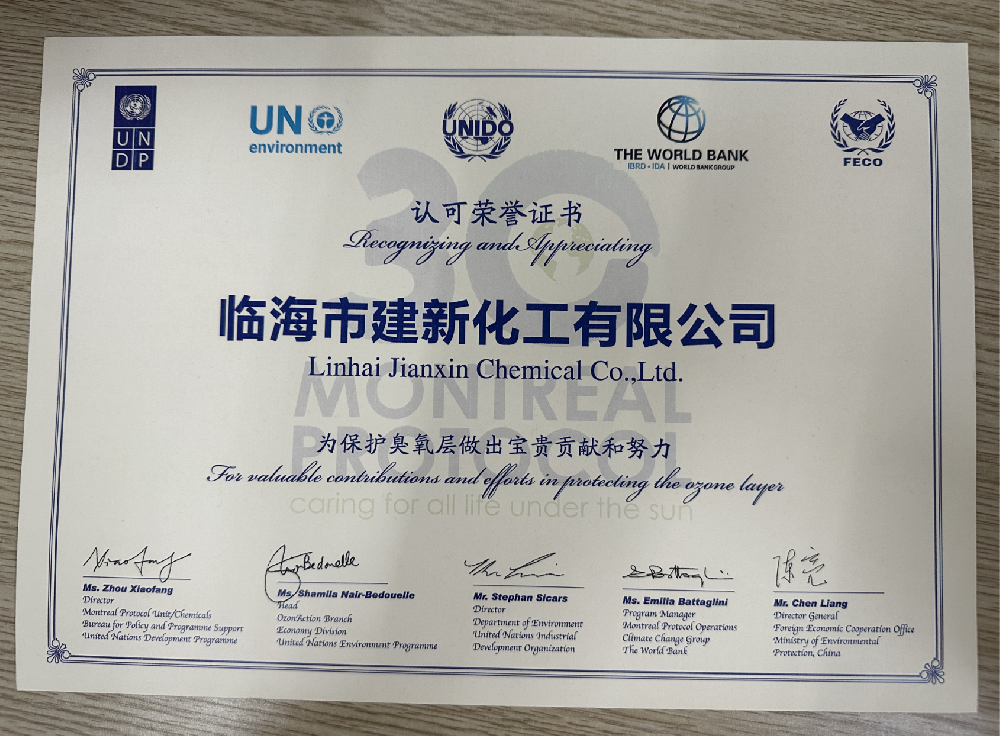 UN
DP
UN
environment
UNIDO
THE WORLD BANK
IBRD • IDA | WORLD BANK GROUP
FECO
30
认可荣誉证书
Recognizing and Appreciating
临海市建新化工有限公司
Linhai Jianxin Chemical Co.,Ltd.
MONTREAL
为保护臭氧层做出宝贵贡献和努力
PROTOCOL
For valuable contributions and efforts in protecting the ozone layer
caring for all life under the sun
Ms. Zhou Xiaofang
Director
Montreal Protocol Unit/Chemicals
Bureau for Policy and Programme Support
United Nations Development Programme
Ms. Shamila Nair-Bedouelle
Head
OzonAction Branch
Economy Division
United Nations Environment Programme
Mr. Stephan Sicars
Director
Department of Environment
United Nations Industrial
Development Organization
Ms. Emilia Battaglini
Program Manager
Montreal Protocol Operations
Climate Change Group
The World Bank
陈亮
Mr. Chen Liang
Director General
Foreign Economic Cooperation Office
Ministry of Environmental
Protection, China